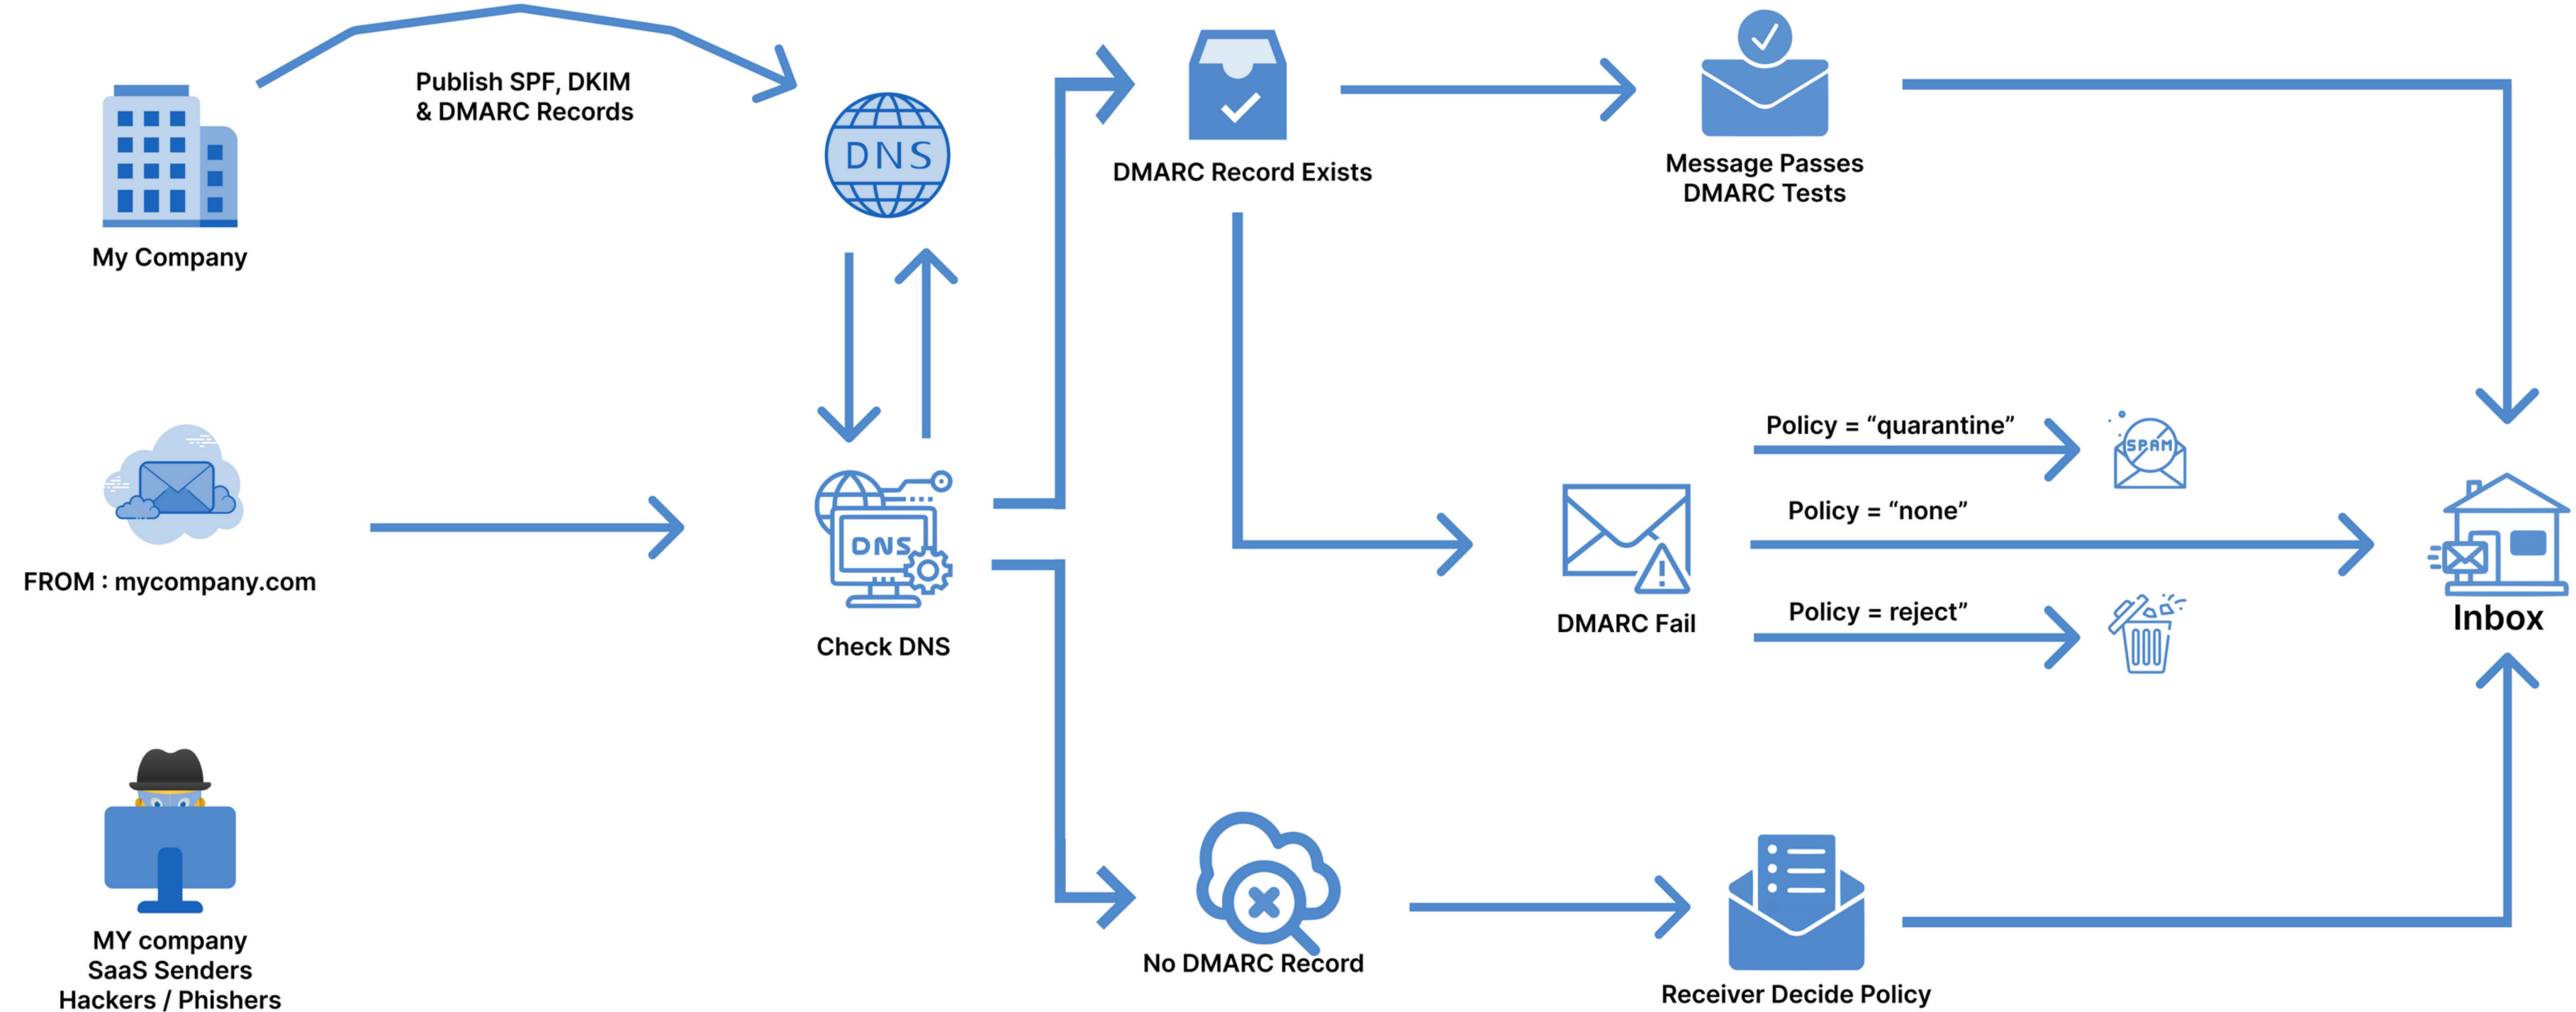 Publish SPF, DKIM
& DMARC Records
My Company
DNS
DMARC Record Exists
Message Passes
DMARC Tests
FROM : mycompany.com
DNS
Check DNS
DMARC Fail
Policy = “quarantine”
SPAM
Policy = “none”
Policy = reject”
Inbox
MY company
SaaS Senders
Hackers / Phishers
No DMARC Record
Receiver Decide Policy